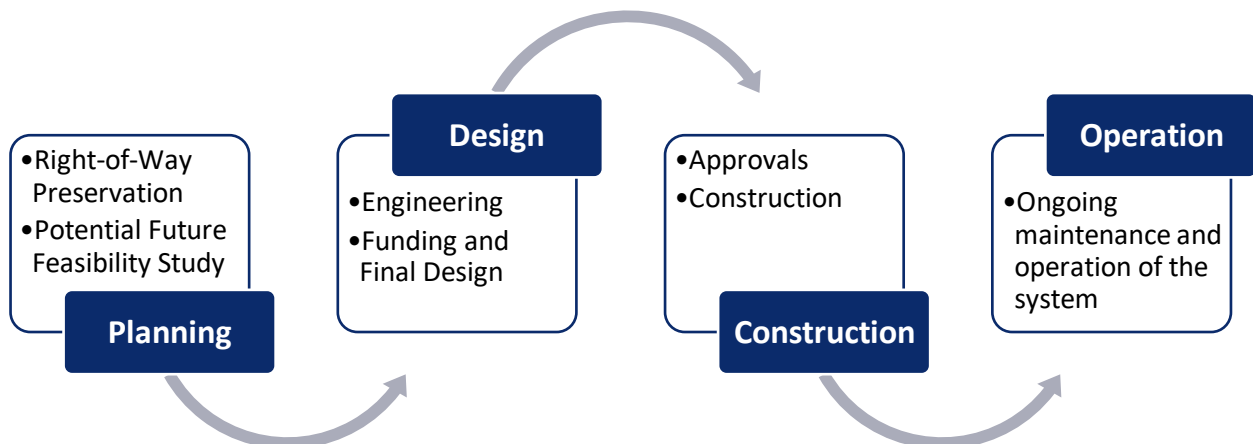 •Right-of-Way
Preservation
•Potential Future
Feasibility Study
Planning
Design
•Engineering
•Funding and
Final Design
•Approvals
•Construction
Construction
Operation
•Ongoing
maintenance and
operation of the
system